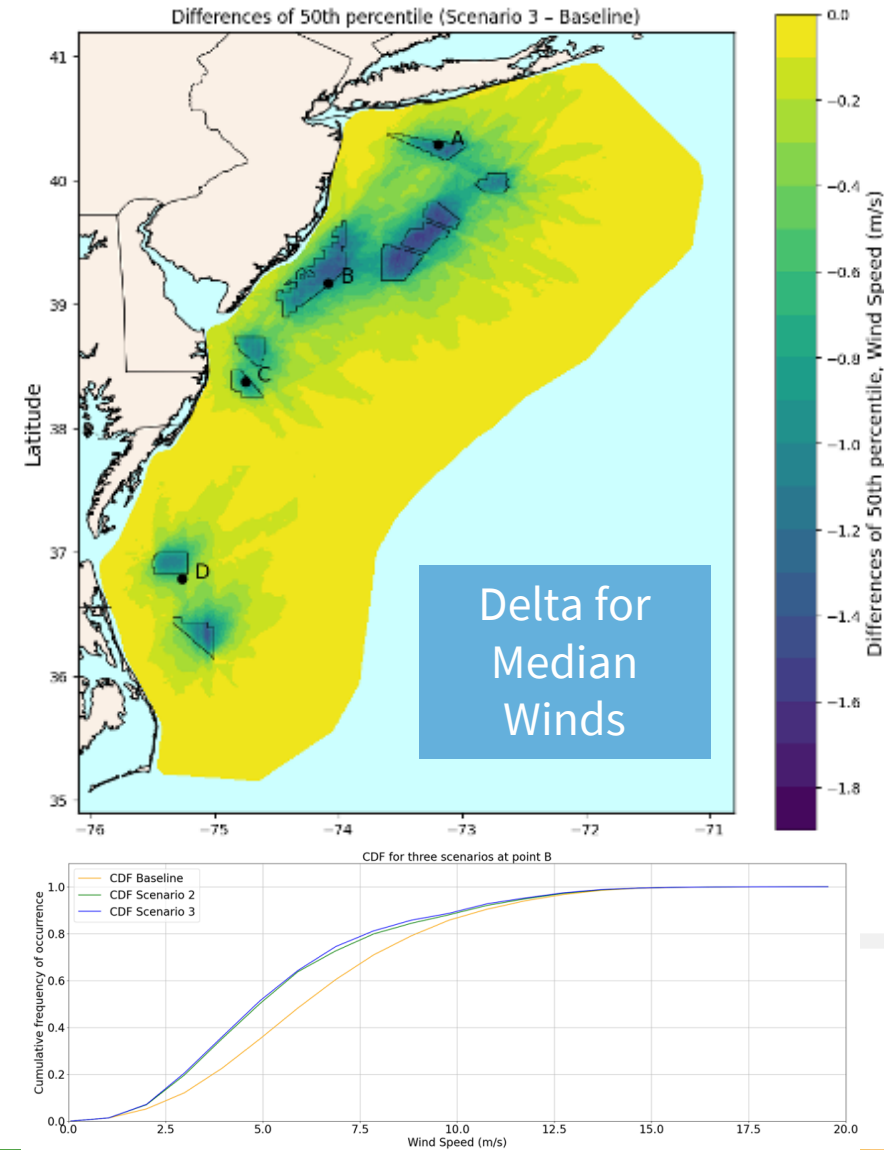 Differences of 50th percentile (Scenario 3 – Baseline)
41
40
39
38
37
36
35
Latitude
−76
−75
−74
−73
−72
−71
A
B
C
D
Delta for
Median
Winds
0.0
−0.2
−0.4
−0.6
−0.8
−1.0
−1.2
−1.4
−1.6
−1.8
Differences of 50th percentile, Wind Speed (m/s)
CDF for three scenarios at point B
CDF Baseline
CDF Scenario 2
CDF Scenario 3
1.0
0.8
0.6
0.4
0.2
0.0
Cumulative frequency of occurrence
0.0
2.5
5.0
7.5
10.0
12.5
15.0
17.5
20.0
Wind Speed (m/s)